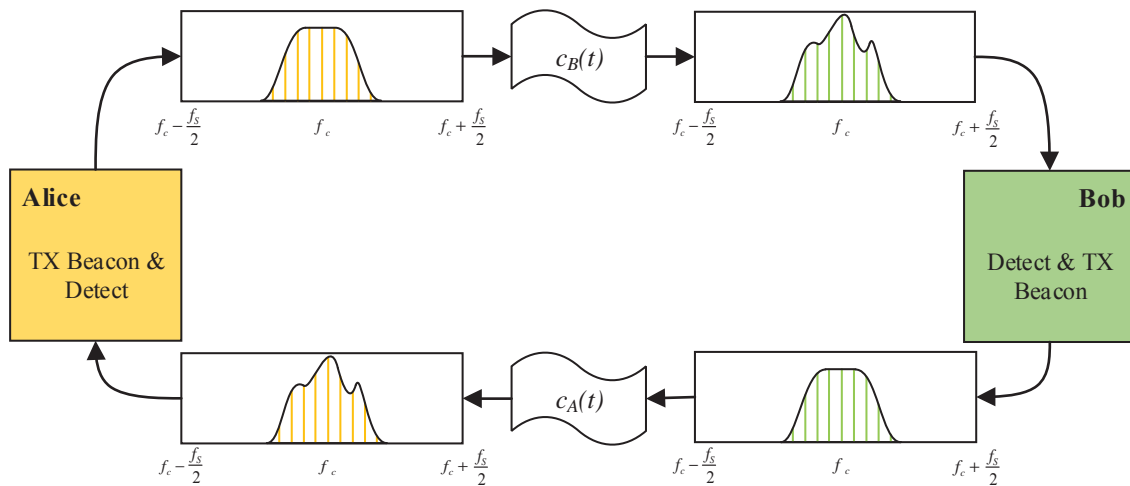 c_B(t)
f_c − f_s/2
f_c
f_c + f_s/2
f_c − f_s/2
f_c
f_c + f_s/2
Alice
TX Beacon &
Detect
Bob
Detect & TX
Beacon
c_A(t)
f_c − f_s/2
f_c
f_c + f_s/2
f_c − f_s/2
f_c
f_c + f_s/2